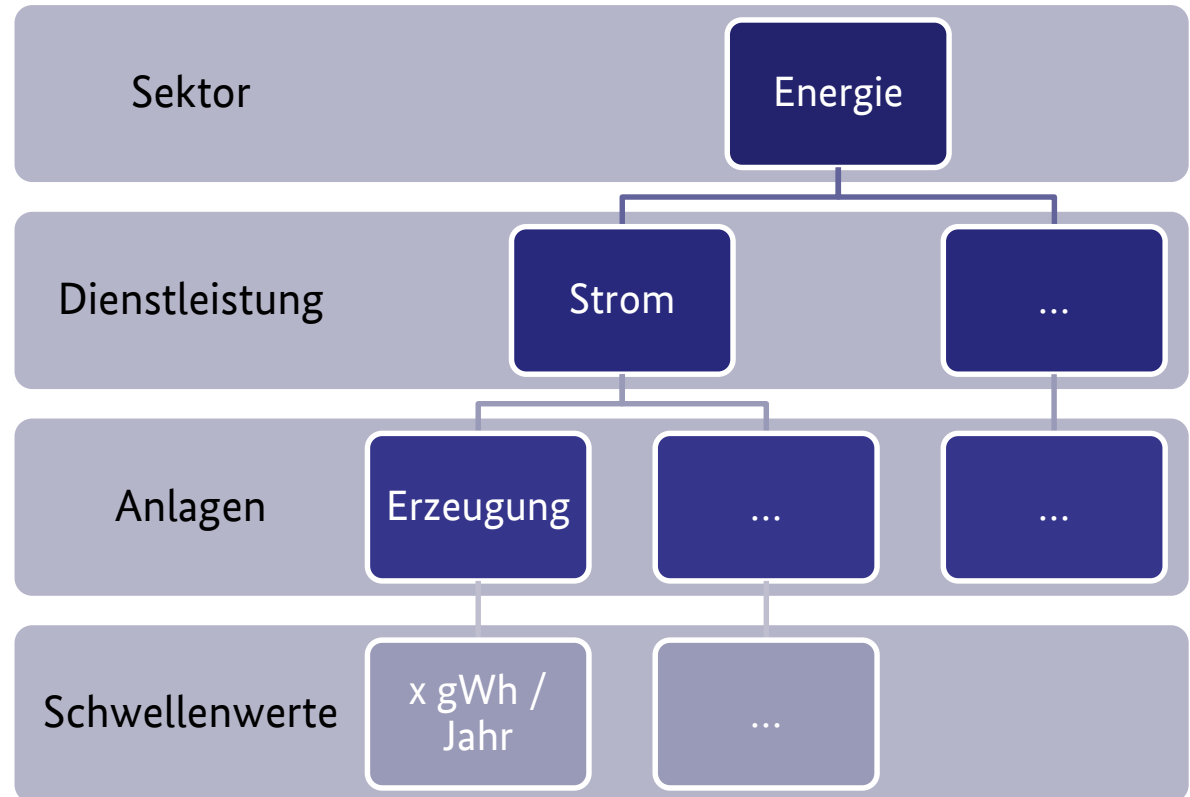 Sektor
Energie
Dienstleistung
Strom
...
Anlagen
Erzeugung
...
...
Schwellenwerte
x gWh /
Jahr
...